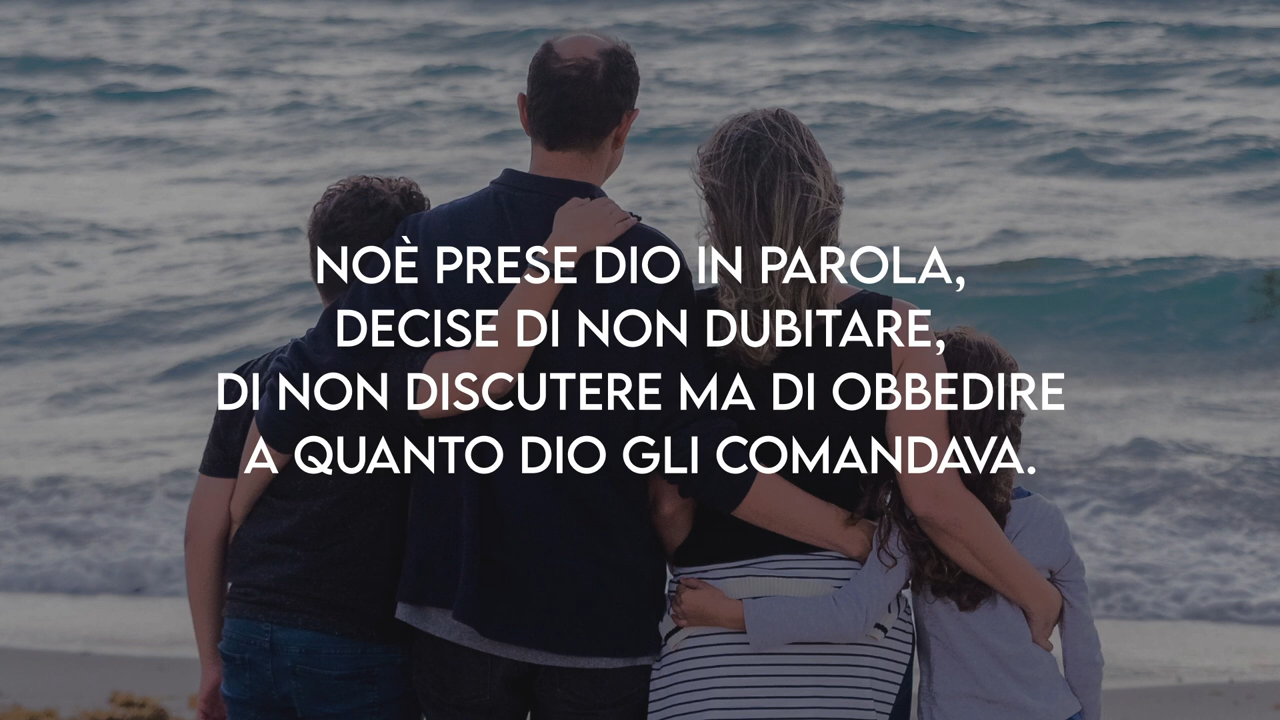 NOÈ PRESE DIO IN PAROLA,
DECISE DI NON DUBITARE,
DI NON DISCUTERE MA DI OBBEDIRE
A QUANTO DIO GLI COMANDAVA.